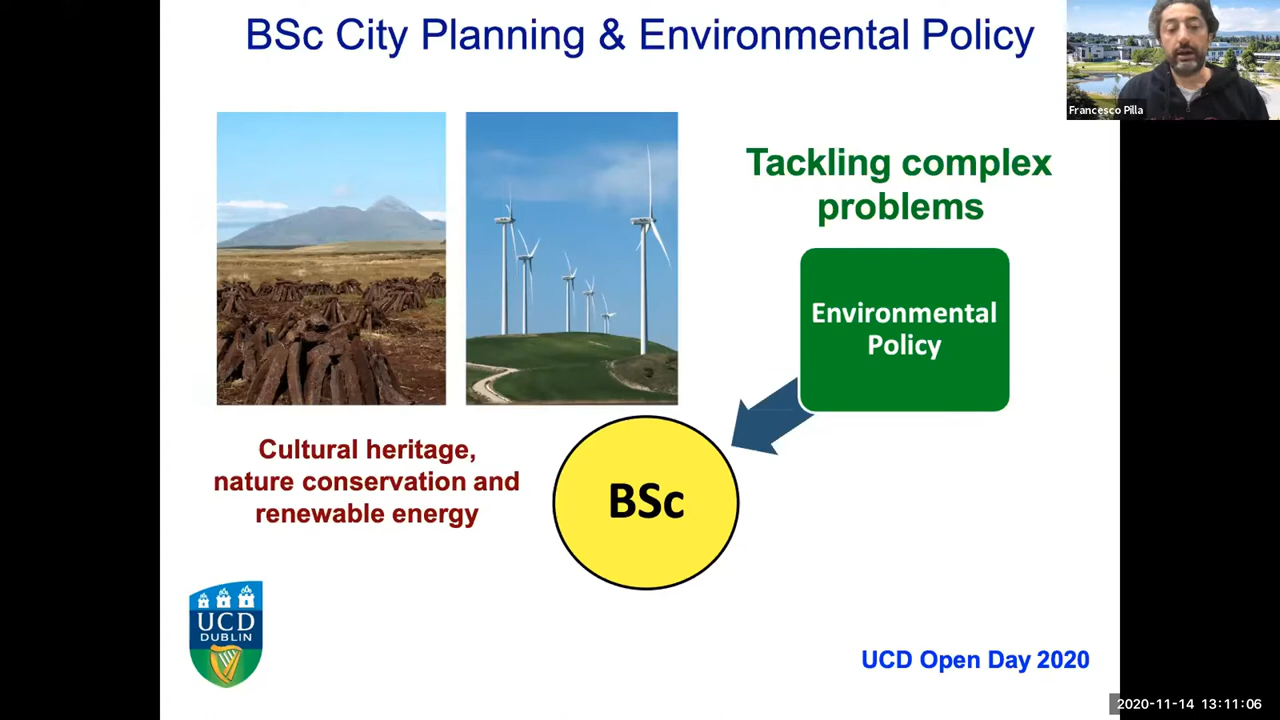 BSc City Planning & Environmental Policy
Francesco Pilla
Tackling complex
problems
Environmental
Policy
Cultural heritage,
nature conservation and
renewable energy
BSc
UCD
DUBLIN
UCD Open Day 2020
2020-11-14 13:11:06